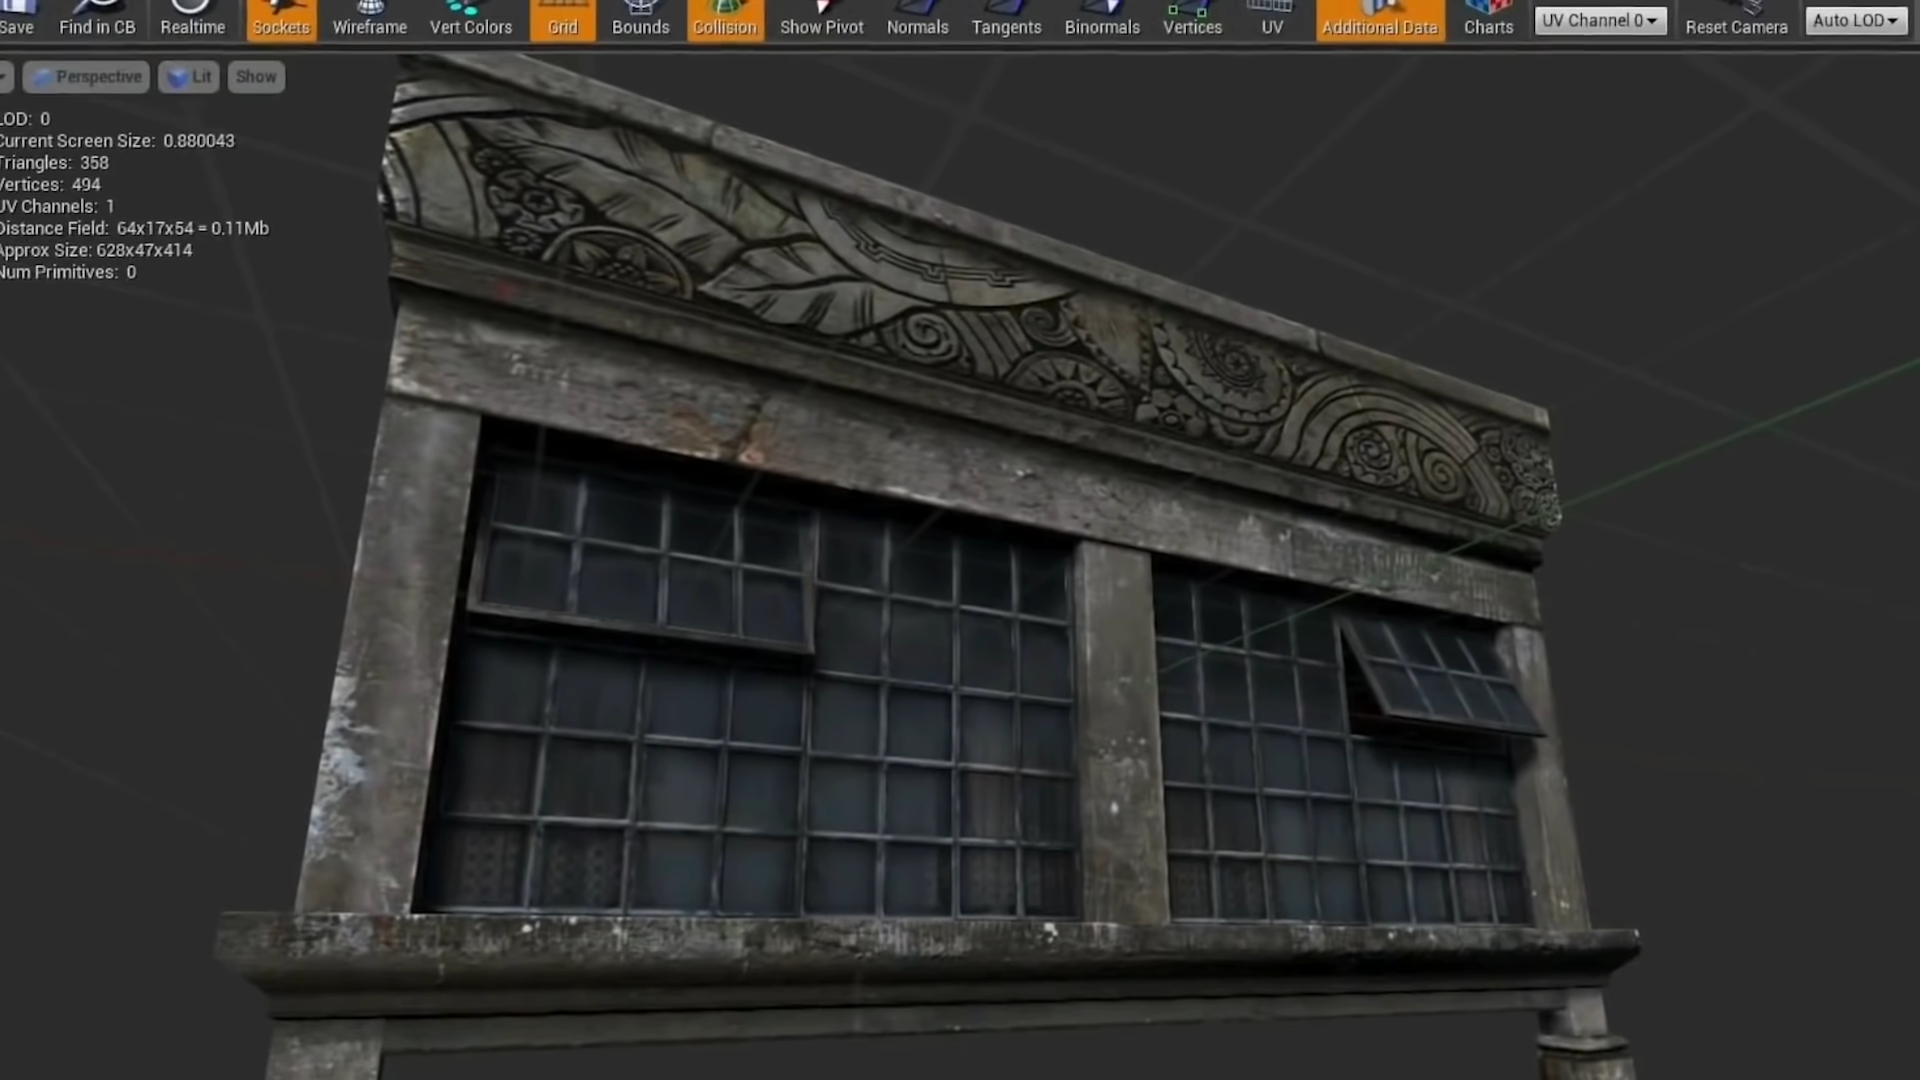 Save Find in CB Realtime Sockets Wireframe Vert Colors Grid Bounds Collision Show Pivot Normals Tangents Binormals Vertices UV Additional Data Charts UV Channel 0 Reset Camera Auto LOD
Perspective Lit Show
LOD: 0
Current Screen Size: 0.880043
Triangles: 358
Vertices: 494
UV Channels: 1
Distance Field: 64x17x54 = 0.11Mb
Approx Size: 628x47x414
Num Primitives: 0